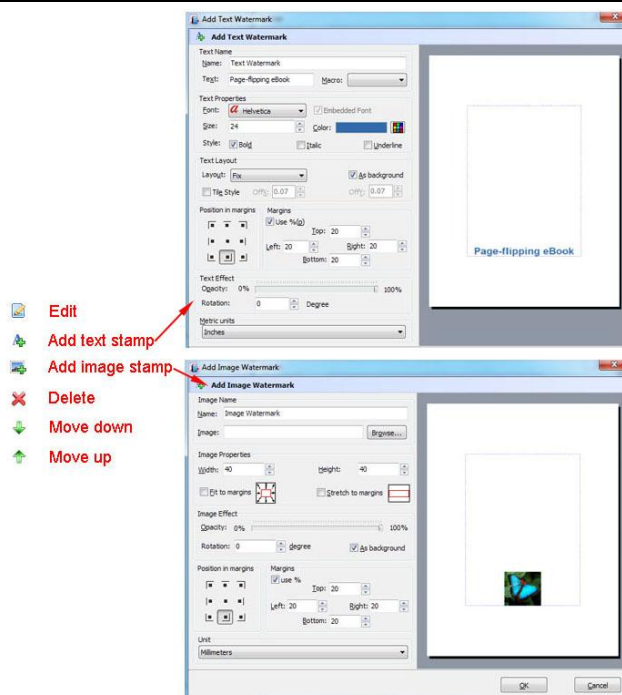 Add Text Watermark
Add Text Watermark
Text Name
Name: Text Watermark
Text: Page-flipping eBook Macro:
Text Properties
Font: a Helvetica Embedded Font
Size: 24 Color:
Style: Bold Italic Underline
Text Layout
Layout: Fix As background
Tile Style 0.07 0.07
Position in margins Margins
Use %(g)
Top: 20
Left: 20 Right: 20
Bottom: 20
Page-flipping eBook
Text Effect
Opacity: 0% 100%
Rotation: 0 Degree
Metric units
Inches
Edit
Add text stamp
Add image stamp
Delete
Move down
Move up
Add Image Watermark
Add Image Watermark
Image Name
Name: Image Watermark
Image: Browse...
Image Properties
Width: 40 Height: 40
Fit to margins Stretch to margins
Image Effect
Opacity: 0% 100%
Rotation: 0 degree As background
Position in margins Margins
use %
Top: 20
Left: 20 Right: 20
Bottom: 20
Unit
Millimeters
OK Cancel